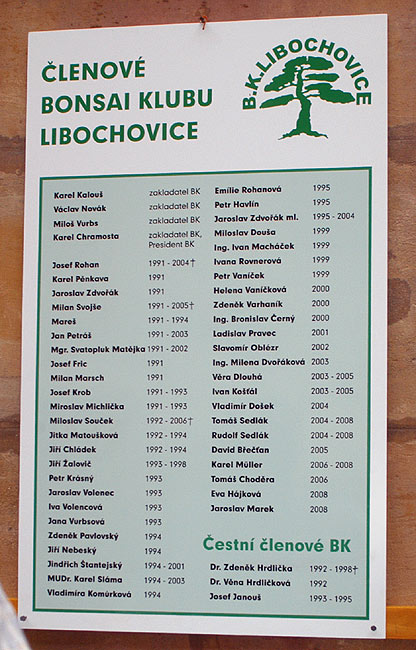 ČLENOVÉ
BONSAI KLUBU
LIBOCHOVICE
B.K.LIBOCHOVICE
Karel Kalouš zakladatel BK
Václav Novák zakladatel BK
Miloš Vurbs zakladatel BK
Karel Chramosta zakladatel BK,
President BK
Josef Rohan 1991 - 2004†
Karel Pěnkava 1991
Jaroslav Zdvořák 1991
Milan Svojše 1991 - 2005†
Mareš 1991 - 1994
Jan Petráš 1991 - 2003
Mgr. Svatopluk Matějka 1991 - 2002
Josef Fric 1991
Milan Marsch 1991
Josef Krob 1991 - 1993
Miroslav Michlička 1991 - 1993
Miloslav Souček 1992 - 2006†
Jitka Matoušková 1992 - 1994
Jiří Chládek 1992 - 1994
Jiří Žalovič 1993 - 1998
Petr Krásný 1993
Jaroslav Volenec 1993
Iva Volencová 1993
Jana Vurbsová 1993
Zdeněk Pavlovský 1994
Jiří Nebeský 1994
Jindřich Štantejský 1994 - 2001
MUDr. Karel Sláma 1994 - 2003
Vladimíra Komůrková 1994
Emílie Rohanová 1995
Petr Havlín 1995
Jaroslav Zdvořák ml. 1995 - 2004
Miloslav Douša 1999
Ing. Ivan Macháček 1999
Ivana Rovnerová 1999
Petr Vaníček 1999
Helena Vaníčková 2000
Zdeněk Varhaník 2000
Ing. Bronislav Černý 2000
Ladislav Pravec 2001
Slavomír Oblézr 2002
Ing. Milena Dvořáková 2003
Věra Dlouhá 2003 - 2005
Ivan Košťál 2003 - 2005
Vladimír Došek 2004
Tomáš Sedlák 2004 - 2008
Rudolf Sedlák 2004 - 2008
David Břečťan 2005
Karel Müller 2006 - 2008
Tomáš Choděra 2006
Eva Hájková 2008
Jaroslav Marek 2008
Čestní členové BK
Dr. Zdeněk Hrdlička 1992 - 1998†
Dr. Věna Hrdličková 1992
Josef Janouš 1993 - 1995